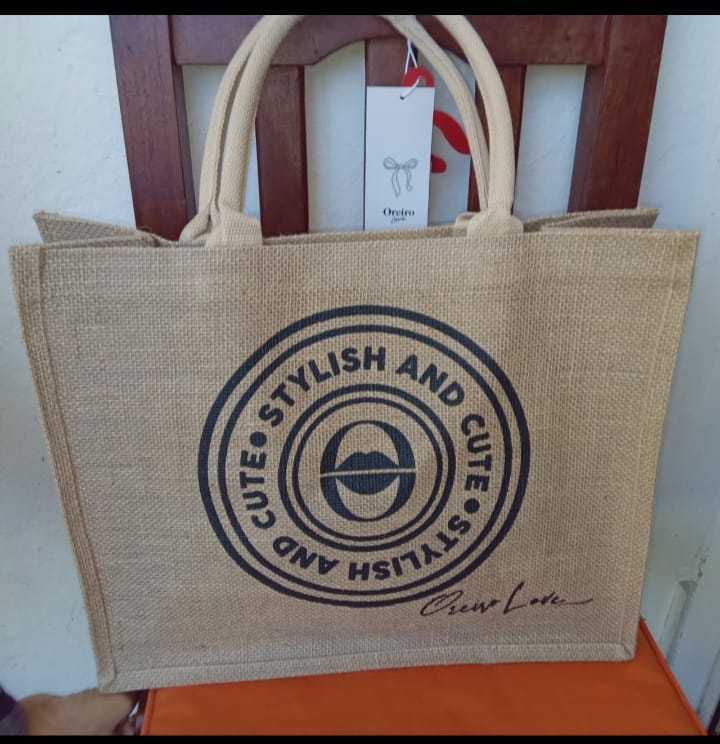 Oreiro
STYLISH AND CUTE • STYLISH AND CUTE •
Oreiro Love